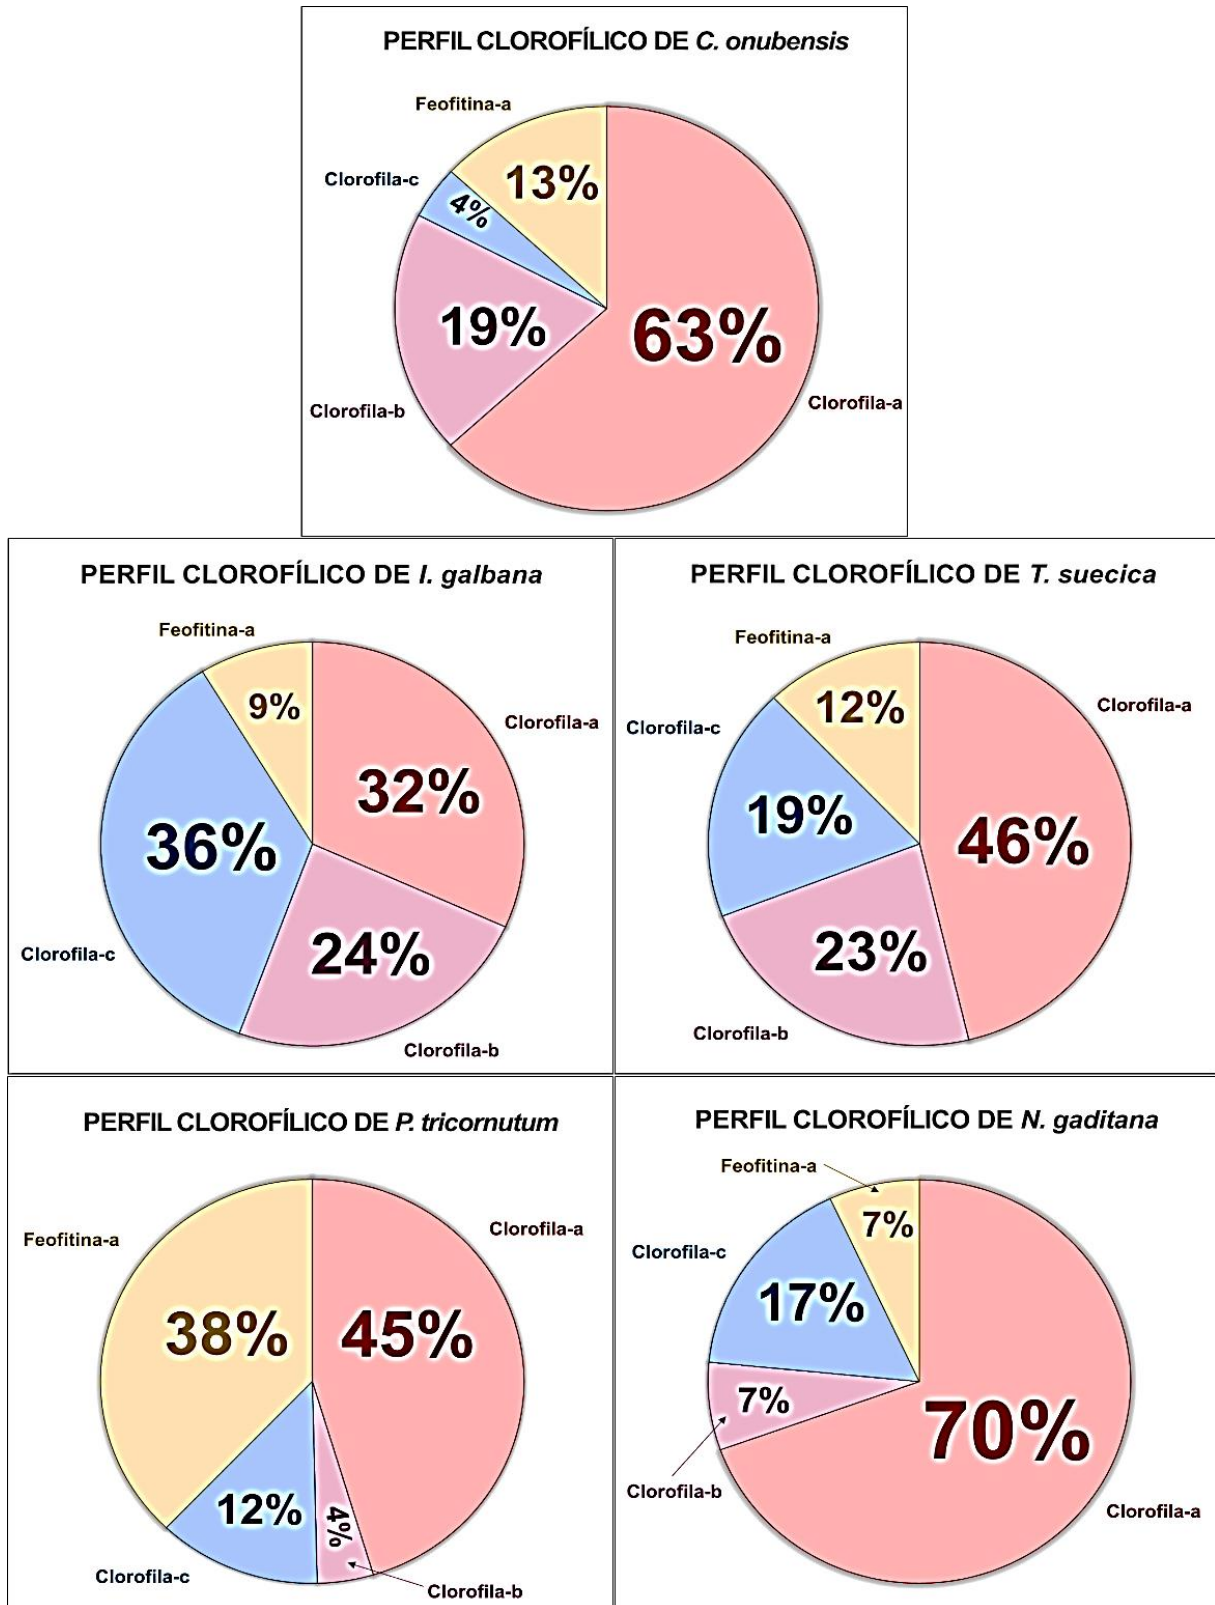 PERFIL CLOROFÍLICO DE C. onubensis
Feofitina-a
13%
Clorofila-c
4%
19%
63%
Clorofila-b
Clorofila-a
PERFIL CLOROFÍLICO DE I. galbana
Feofitina-a
9%
Clorofila-a
32%
36%
24%
Clorofila-c
Clorofila-b
PERFIL CLOROFÍLICO DE T. suecica
Feofitina-a
12%
Clorofila-a
Clorofila-c
19%
46%
23%
Clorofila-b
PERFIL CLOROFÍLICO DE P. tricornutum
Feofitina-a
Clorofila-a
38%
45%
12%
4%
Clorofila-c
Clorofila-b
PERFIL CLOROFÍLICO DE N. gaditana
Feofitina-a
7%
Clorofila-c
17%
7%
70%
Clorofila-b
Clorofila-a